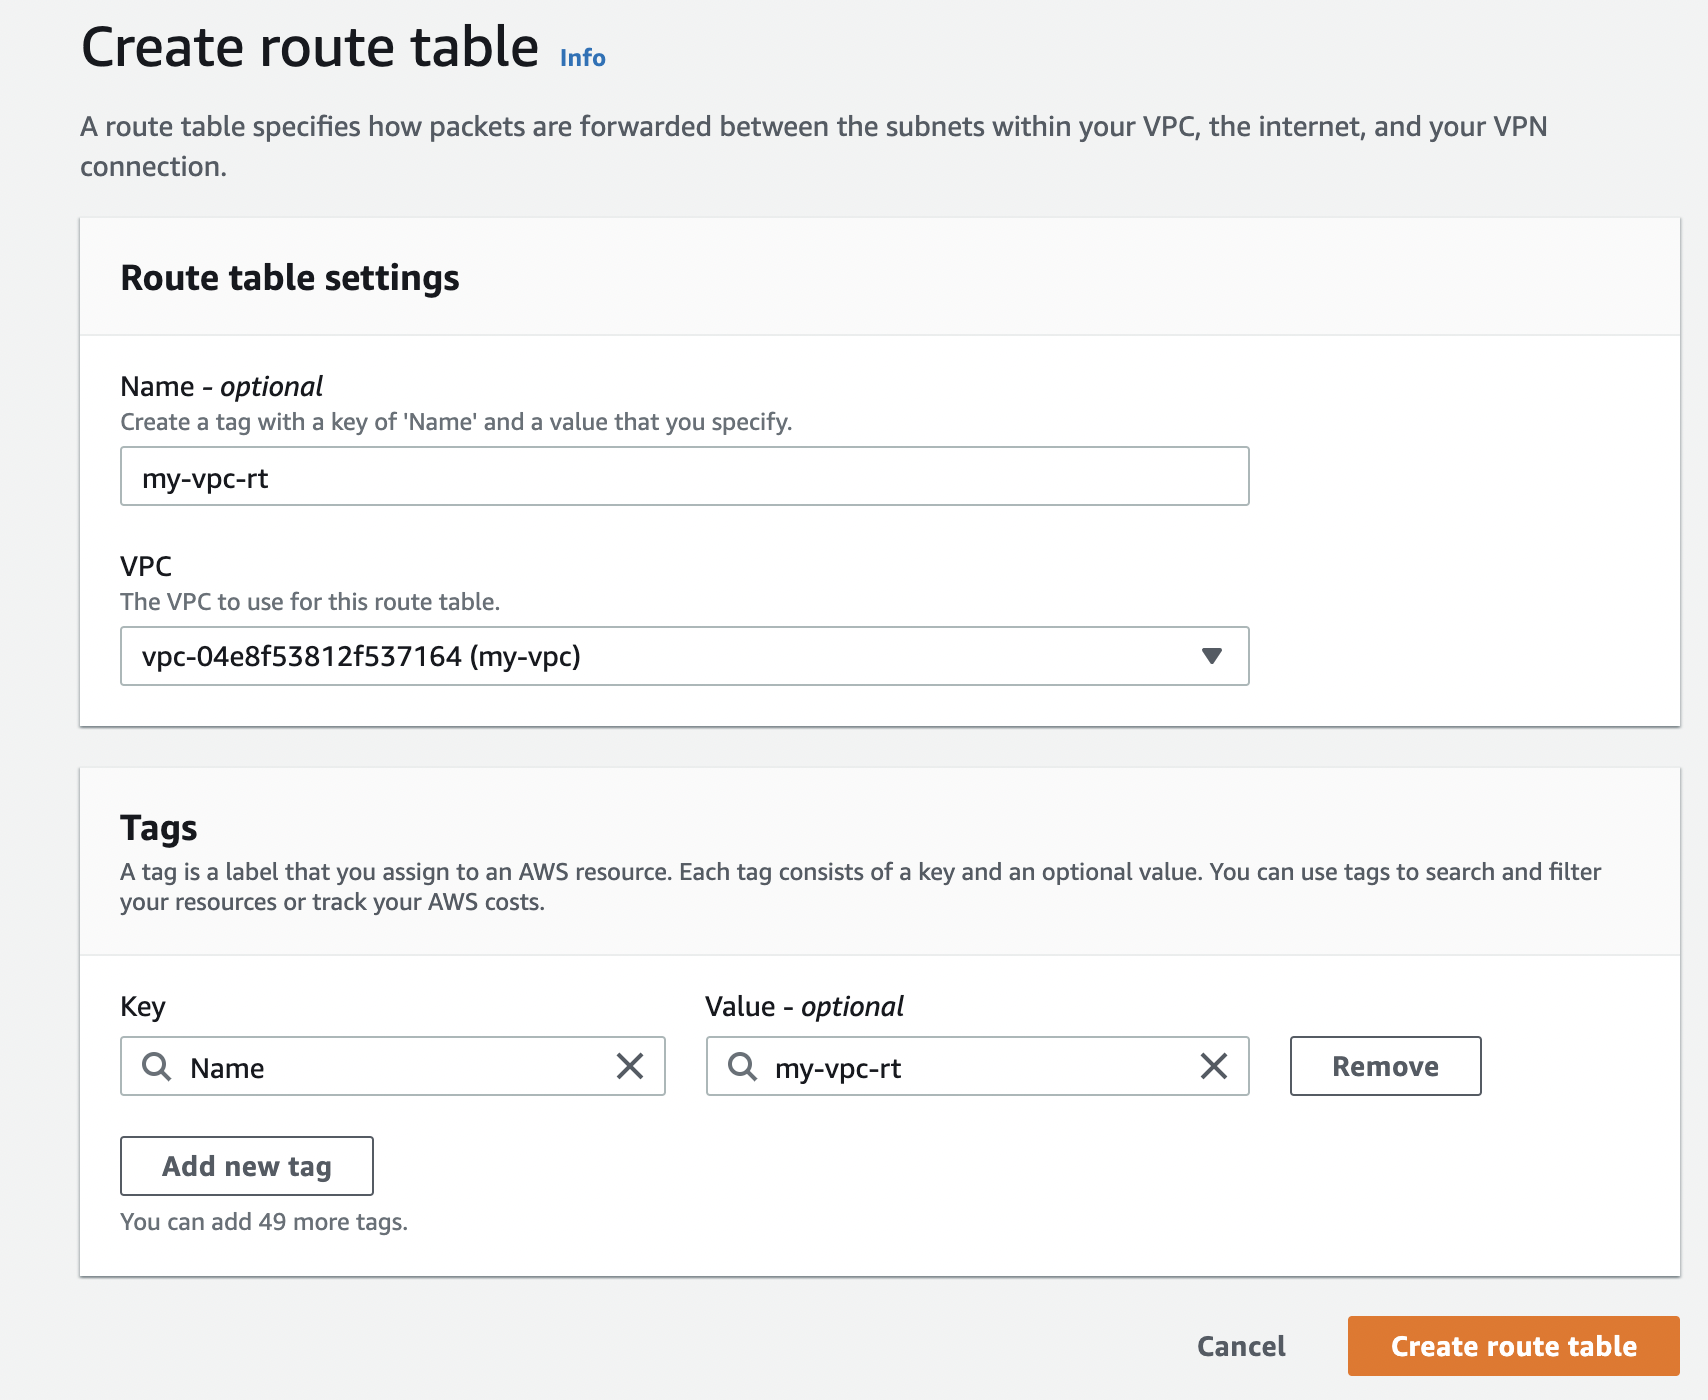 Create route table Info
A route table specifies how packets are forwarded between the subnets within your VPC, the internet, and your VPN
connection.
Route table settings
Name - optional
Create a tag with a key of 'Name' and a value that you specify.
my-vpc-rt
VPC
The VPC to use for this route table.
vpc-04e8f53812f537164 (my-vpc)
Tags
A tag is a label that you assign to an AWS resource. Each tag consists of a key and an optional value. You can use tags to search and filter
your resources or track your AWS costs.
Key Value - optional
Name my-vpc-rt Remove
Add new tag
You can add 49 more tags.
Cancel Create route table